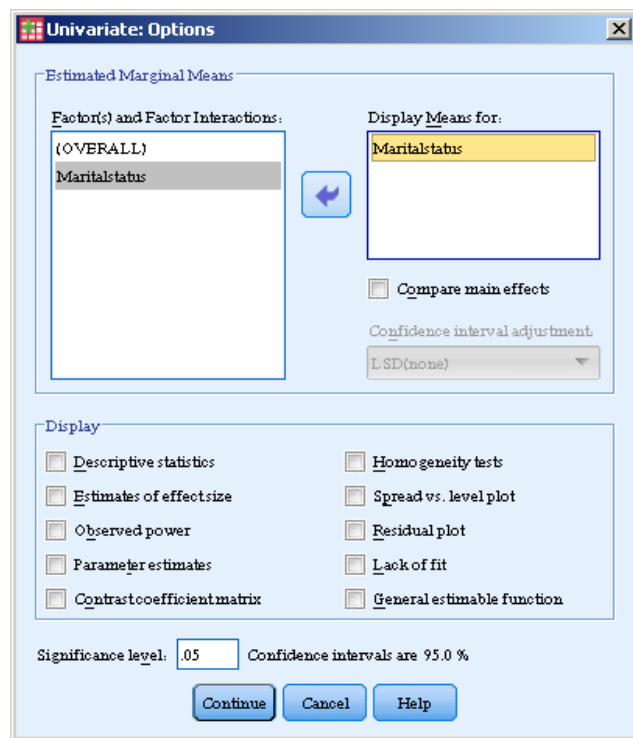 Univariate: Options
Estimated Marginal Means
Factor(s) and Factor Interactions:
(OVERALL)
Maritalstatus
Display Means for:
Maritalstatus
Compare main effects
Confidence interval adjustment:
LSD(none)
Display
Descriptive statistics
Estimates of effect size
Observed power
Parameter estimates
Contrast coefficient matrix
Homogeneity tests
Spread vs. level plot
Residual plot
Lack of fit
General estimable function
Significance level: .05 Confidence intervals are 95.0 %
Continue Cancel Help